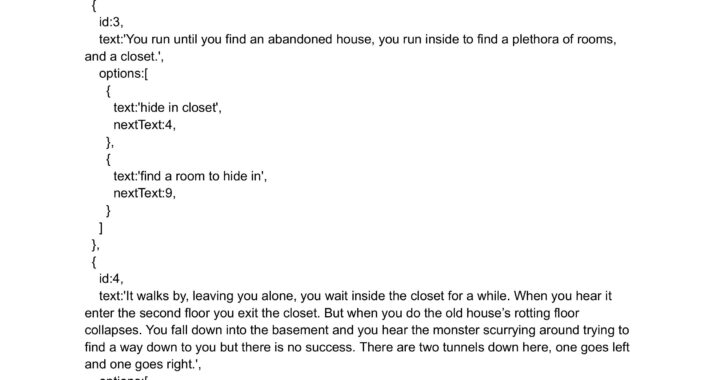 {
id:3,
text:'You run until you find an abandoned house, you run inside to find a plethora of rooms,
and a closet.',
options:[
{
text:'hide in closet',
nextText:4,
},
{
text:'find a room to hide in',
nextText:9,
}
]
},
{
id:4,
text:'It walks by, leaving you alone, you wait inside the closet for a while. When you hear it
enter the second floor you exit the closet. But when you do the old house’s rotting floor
collapses. You fall down into the basement and you hear the monster scurrying around trying to
find a way down to you but there is no success. There are two tunnels down here, one goes left
and one goes right.',
options:[